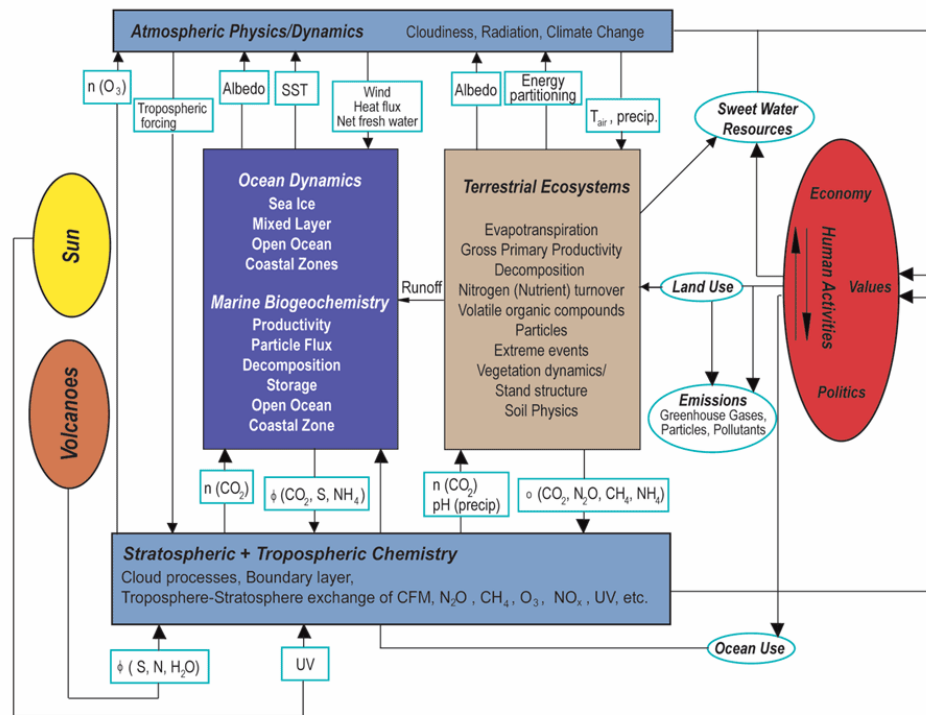 Atmospheric Physics/Dynamics Cloudiness, Radiation, Climate Change
n (O₃)
Tropospheric
forcing
Albedo
SST
Wind
Heat flux
Net fresh water
Albedo
Energy
partitioning
Tair , precip.
Sweet Water
Resources
Sun
Volcanoes
Ocean Dynamics
Sea Ice
Mixed Layer
Open Ocean
Coastal Zones
Marine Biogeochemistry
Productivity
Particle Flux
Decomposition
Storage
Open Ocean
Coastal Zone
Runoff
Terrestrial Ecosystems
Evapotranspiration
Gross Primary Productivity
Decomposition
Nitrogen (Nutrient) turnover
Volatile organic compounds
Particles
Extreme events
Vegetation dynamics/
Stand structure
Soil Physics
Land Use
Emissions
Greenhouse Gases,
Particles, Pollutants
Economy
Human Activities
Values
Politics
n (CO₂)
ϕ (CO₂, S, NH₄)
n (CO₂)
pH (precip)
o (CO₂, N₂O, CH₄, NH₄)
Stratospheric + Tropospheric Chemistry
Cloud processes, Boundary layer,
Troposphere-Stratosphere exchange of CFM, N₂O , CH₄ , O₃ , NOₓ , UV, etc.
ϕ ( S, N, H₂O)
UV
Ocean Use